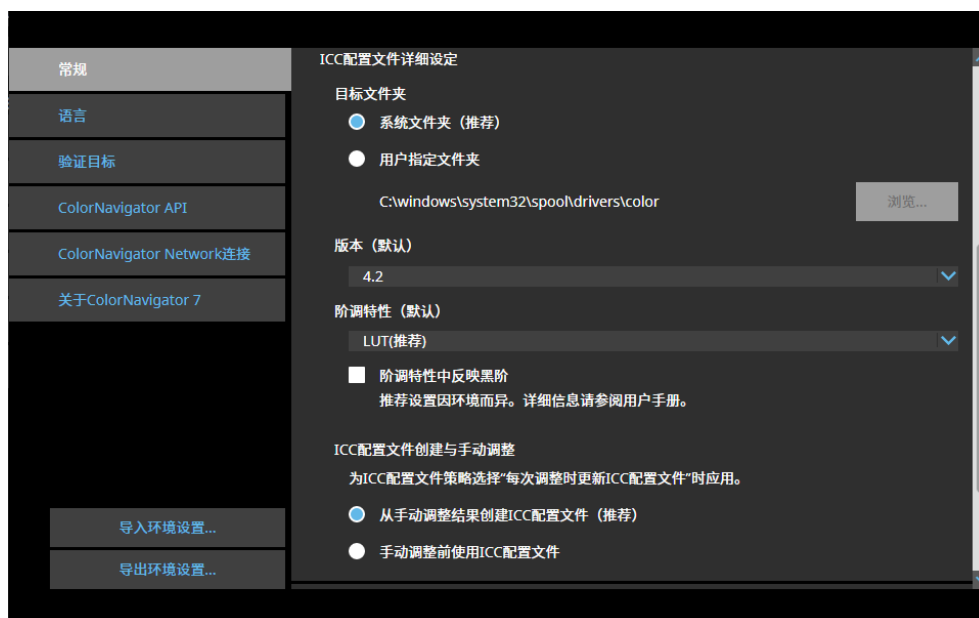 常规
语言
验证目标
ColorNavigator API
ColorNavigator Network连接
关于ColorNavigator 7
导入环境设置...
导出环境设置...
ICC配置文件详细设定
目标文件夹
系统文件夹（推荐）
用户指定文件夹
C:\windows\system32\spool\drivers\color
浏览...
版本（默认）
4.2
阶调特性（默认）
LUT(推荐)
阶调特性中反映黑阶
推荐设置因环境而异。详细信息请参阅用户手册。
ICC配置文件创建与手动调整
为ICC配置文件策略选择“每次调整时更新ICC配置文件”时应用。
从手动调整结果创建ICC配置文件（推荐）
手动调整前使用ICC配置文件